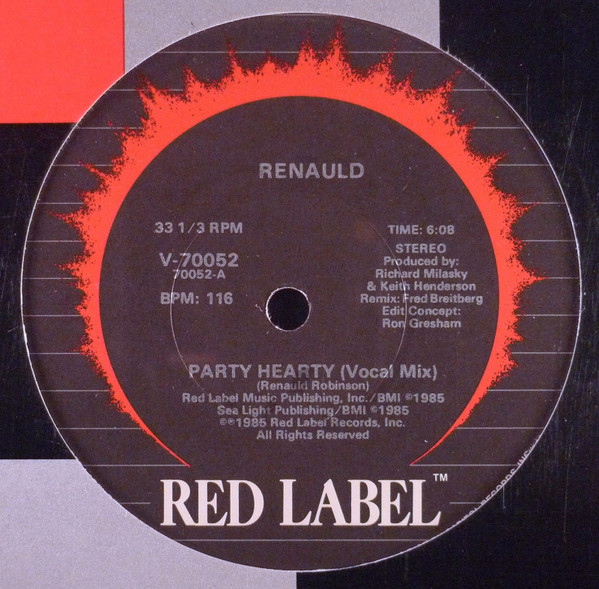 RENAULD
33 1/3 RPM
V-70052
70052-A
BPM: 116
TIME: 6:08
STEREO
Produced by:
Richard Milasky
& Keith Henderson
Remix: Fred Breitberg
Edit Concept:
Ron Gresham
PARTY HEARTY (Vocal Mix)
(Renauld Robinson)
Red Label Music Publishing, Inc./BMI ©1985
Sea Light Publishing/BMI ©1985
©℗1985 Red Label Records, Inc.
All Rights Reserved
RED LABEL™
RECORDS INC.